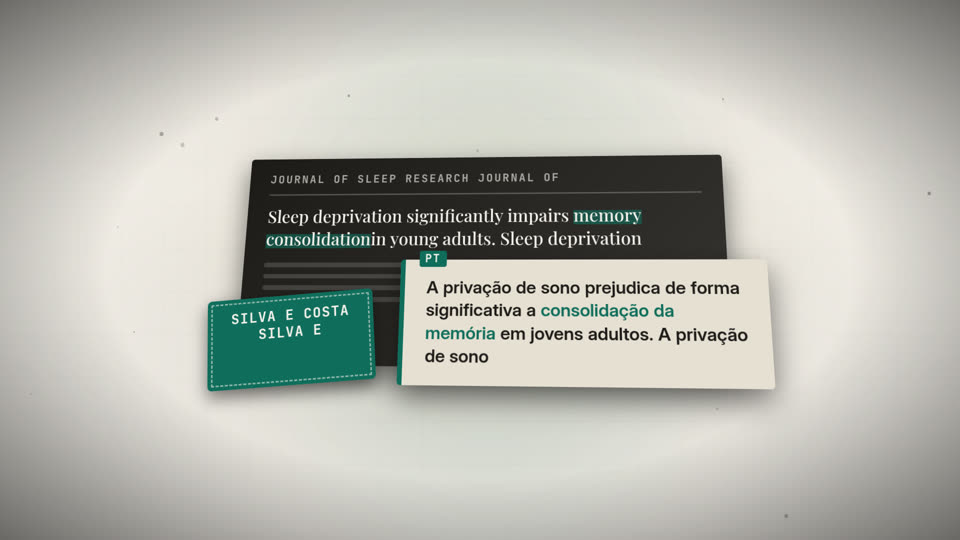 JOURNAL OF SLEEP RESEARCH JOURNAL OF
Sleep deprivation significantly impairs memory
consolidationin young adults. Sleep deprivation
PT
A privação de sono prejudica de forma
significativa a consolidação da
memória em jovens adultos. A privação
de sono
SILVA E COSTA
SILVA E